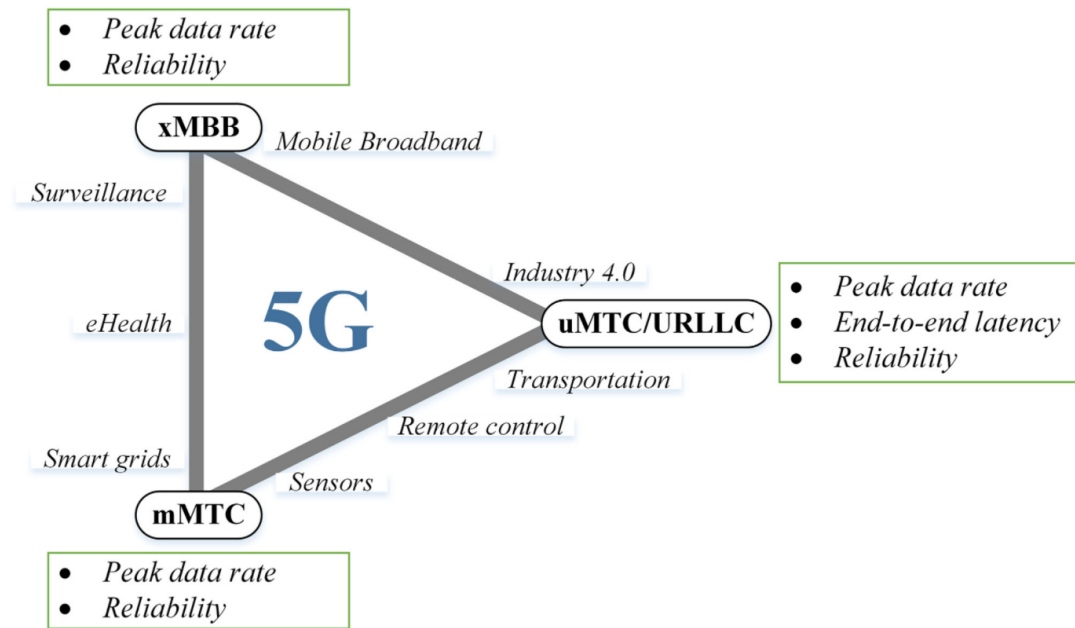 • Peak data rate
• Reliability
xMBB
Mobile Broadband
Surveillance
Industry 4.0
5G
eHealth
uMTC/URLLC
• Peak data rate
• End-to-end latency
• Reliability
Transportation
Remote control
Smart grids
Sensors
mMTC
• Peak data rate
• Reliability